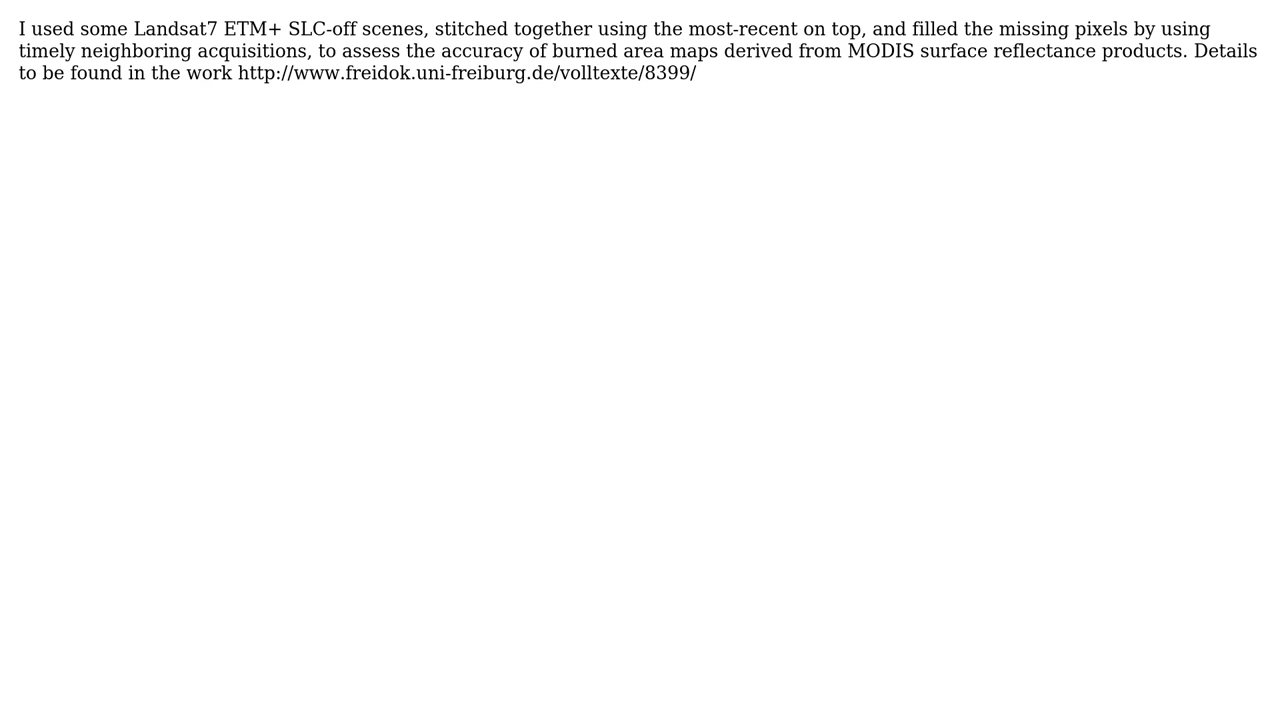 I used some Landsat7 ETM+ SLC-off scenes, stitched together using the most-recent on top, and filled the missing pixels by using
timely neighboring acquisitions, to assess the accuracy of burned area maps derived from MODIS surface reflectance products. Details
to be found in the work http://www.freidok.uni-freiburg.de/volltexte/8399/